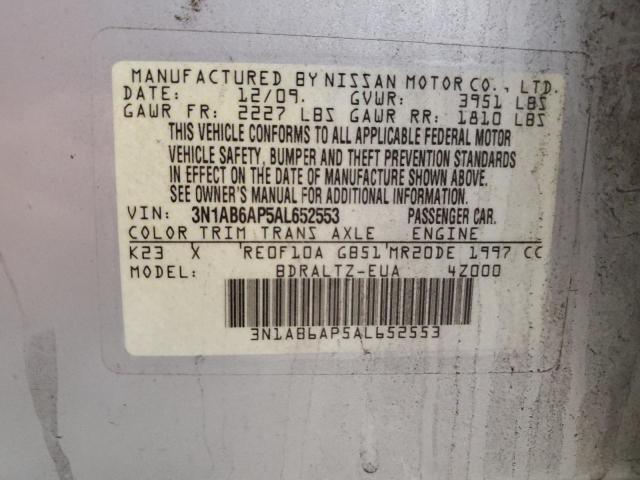 MANUFACTURED BY NISSAN MOTOR CO., LTD.
DATE: 12/09. GVWR: 3951 LBS
GAWR FR: 2227 LBS GAWR RR: 1810 LBS
THIS VEHICLE CONFORMS TO ALL APPLICABLE FEDERAL MOTOR
VEHICLE SAFETY, BUMPER AND THEFT PREVENTION STANDARDS
IN EFFECT ON THE DATE OF MANUFACTURE SHOWN ABOVE.
SEE OWNER'S MANUAL FOR ADDITIONAL INFORMATION.
VIN: 3N1AB6AP5AL652553 PASSENGER CAR.
COLOR TRIM TRANS AXLE ENGINE
K23 X RE0F10A GB51 MR20DE 1997 CC
MODEL: BDRALTZ-EUA 4Z000
3N1AB6AP5AL652553